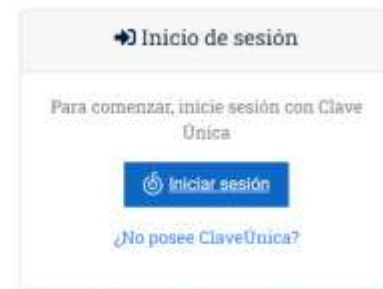 Inicio de sesión
Para comenzar, inicie sesión con Clave
Única
Iniciar sesión
¿No posee ClaveÚnica?